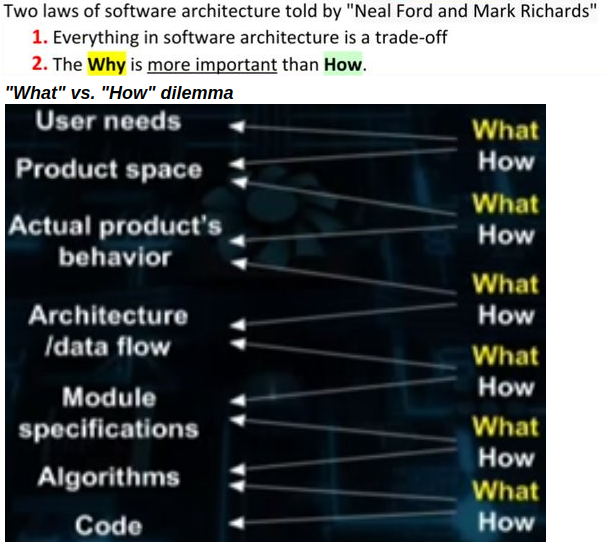 Two laws of software architecture told by "Neal Ford and Mark Richards"
1. Everything in software architecture is a trade-off
2. The Why is more important than How.
"What" vs. "How" dilemma
User needs
What
Product space
How
What
Actual product's
behavior
How
What
Architecture
/data flow
How
What
Module
specifications
How
What
Algorithms
How
What
Code
How